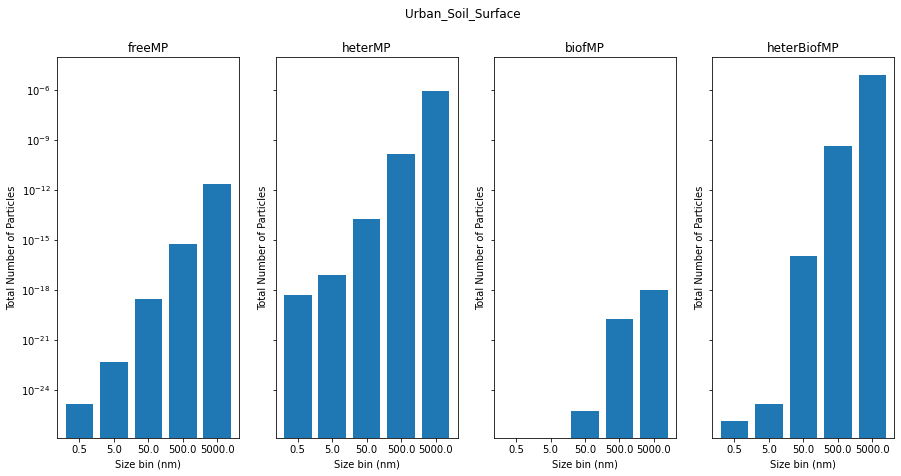 Urban_Soil_Surface
freeMP
heterMP
biofMP
heterBiofMP
Total Number of Particles
10⁻⁶
10⁻⁹
10⁻¹²
10⁻¹⁵
10⁻¹⁸
10⁻²¹
10⁻²⁴
0.5 5.0 50.0 500.0 5000.0
Size bin (nm)
Total Number of Particles
0.5 5.0 50.0 500.0 5000.0
Size bin (nm)
Total Number of Particles
0.5 5.0 50.0 500.0 5000.0
Size bin (nm)
Total Number of Particles
0.5 5.0 50.0 500.0 5000.0
Size bin (nm)